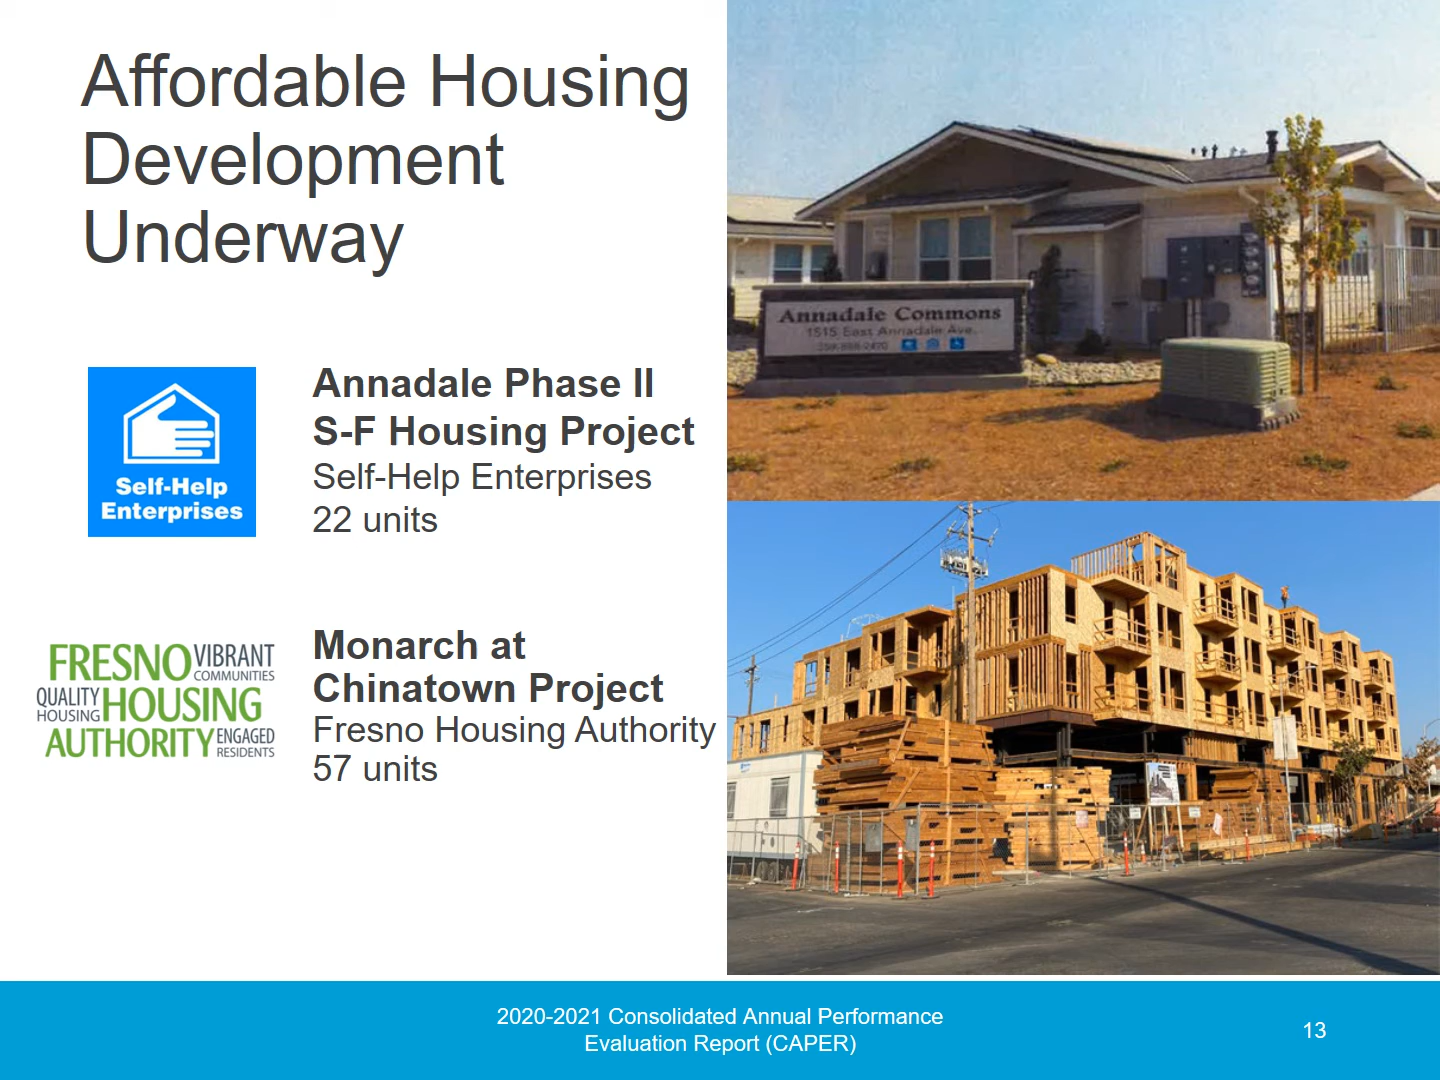 Affordable Housing
Development
Underway
Self-Help
Enterprises
Annadale Phase II
S-F Housing Project
Self-Help Enterprises
22 units
FRESNO VIBRANT
COMMUNITIES
QUALITY
HOUSING HOUSING
AUTHORITY ENGAGED
RESIDENTS
Monarch at
Chinatown Project
Fresno Housing Authority
57 units
Annadale Commons
1515 East Annadale Ave.
2020-2021 Consolidated Annual Performance
Evaluation Report (CAPER)
13